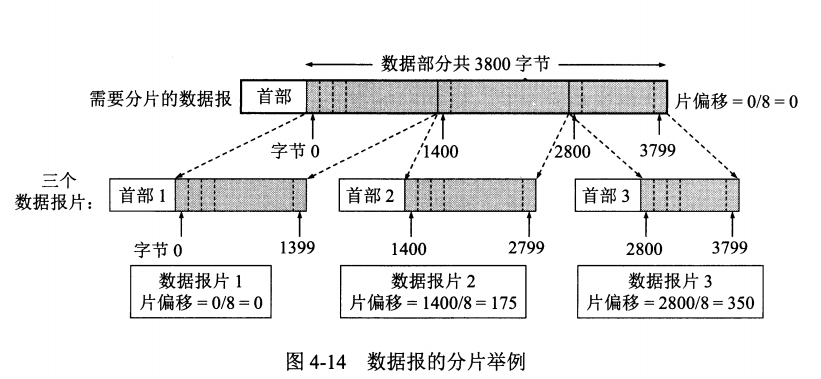 数据部分共 3800 字节
需要分片的数据报 首部 片偏移 = 0/8 = 0
字节 0 1400 2800 3799
三个
数据报片： 首部 1 首部 2 首部 3
字节 0 1399 1400 2799 2800 3799
数据报片 1 数据报片 2 数据报片 3
片偏移 = 0/8 = 0 片偏移 = 1400/8 = 175 片偏移 = 2800/8 = 350
图 4-14 数据报的分片举例